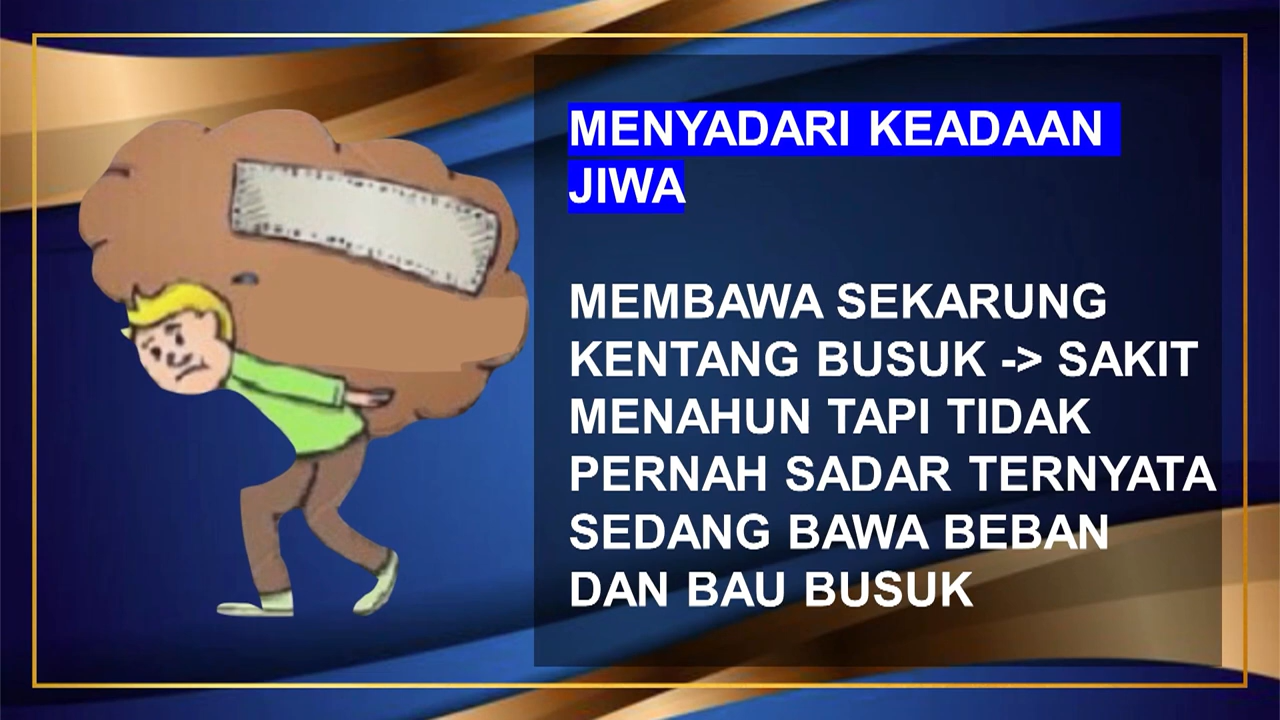 MENYADARI KEADAAN
JIWA
MEMBAWA SEKARUNG
KENTANG BUSUK -> SAKIT
MENAHUN TAPI TIDAK
PERNAH SADAR TERNYATA
SEDANG BAWA BEBAN
DAN BAU BUSUK